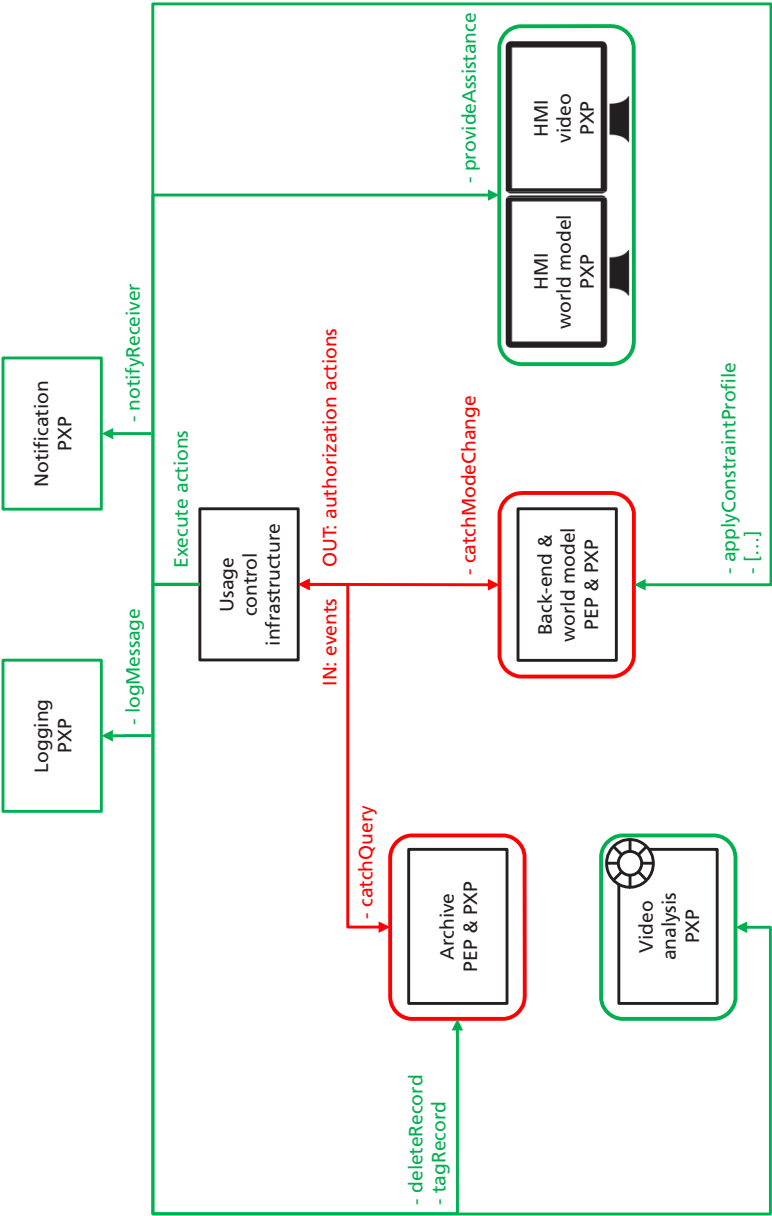 Logging
PXP
Notification
PXP
- logMessage
- notifyReceiver
Execute actions
Usage
control
infrastructure
IN: events
OUT: authorization actions
- catchQuery
- catchModeChange
- provideAssistance
Archive
PEP & PXP
Back-end &
world model
PEP & PXP
HMI
world model
PXP
HMI
video
PXP
- deleteRecord
- tagRecord
Video
analysis
PXP
- applyConstraintProfile
- [...]